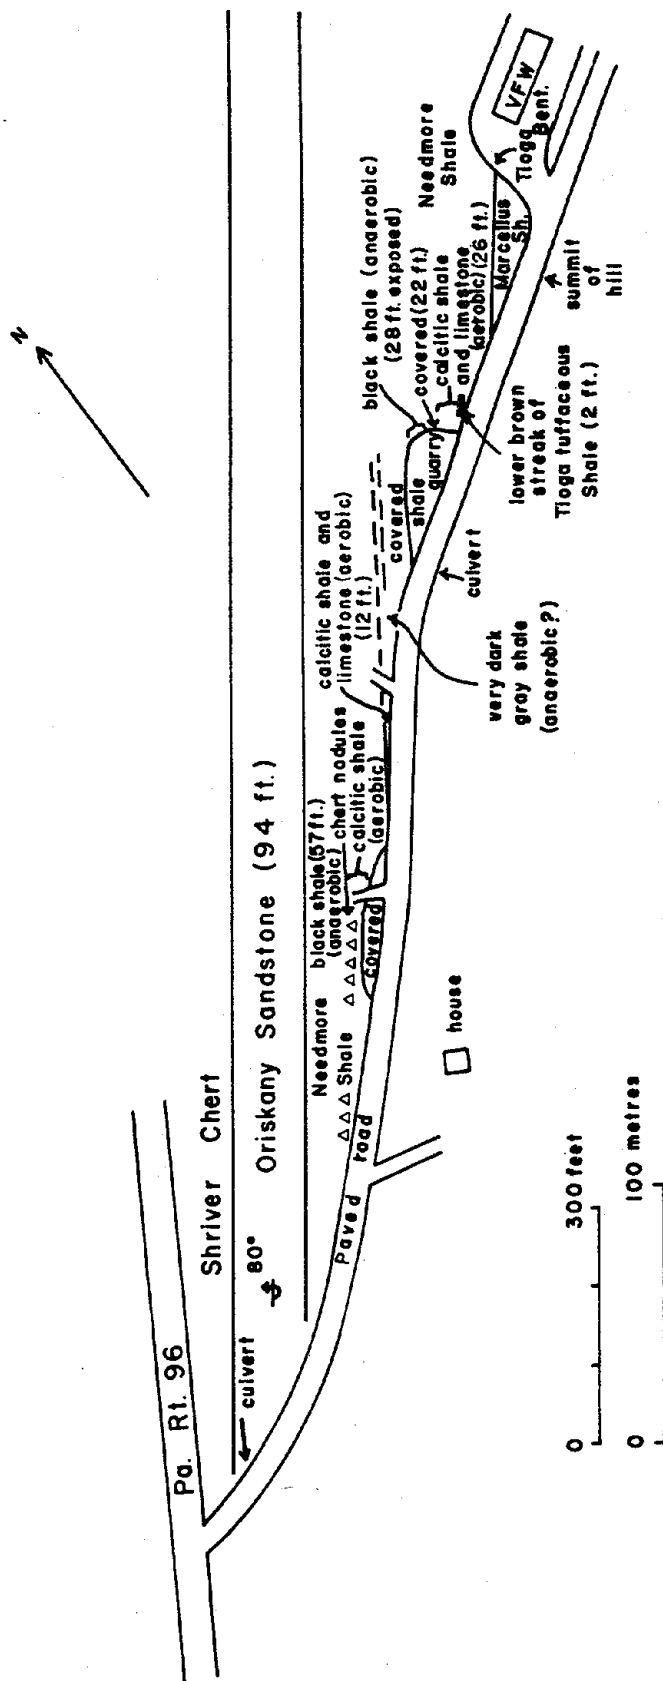 N
Pa. Rt. 96
culvert
Shriver Chert
80°
Oriskany Sandstone (94 ft.)
Needmore
Shale
Paved road
house
black shale (57 ft.)
(anaerobic)
chert nodules
calcitic shale
(aerobic)
covered
calcitic shale and
limestone (aerobic)
(12 ft.)
very dark
gray shale
(anaerobic?)
culvert
covered
shale
quarry
black shale (anaerobic)
(28 ft. exposed)
covered (22 ft.)
calcitic shale
and limestone
(aerobic) (26 ft.)
Needmore
Shale
lower brown
streak of
Tioga tuffaceous
Shale (2 ft.)
Marcellus
Sh.
summit
of
hill
Tioga
Bent.
VFW
0 300 feet
0 100 metres